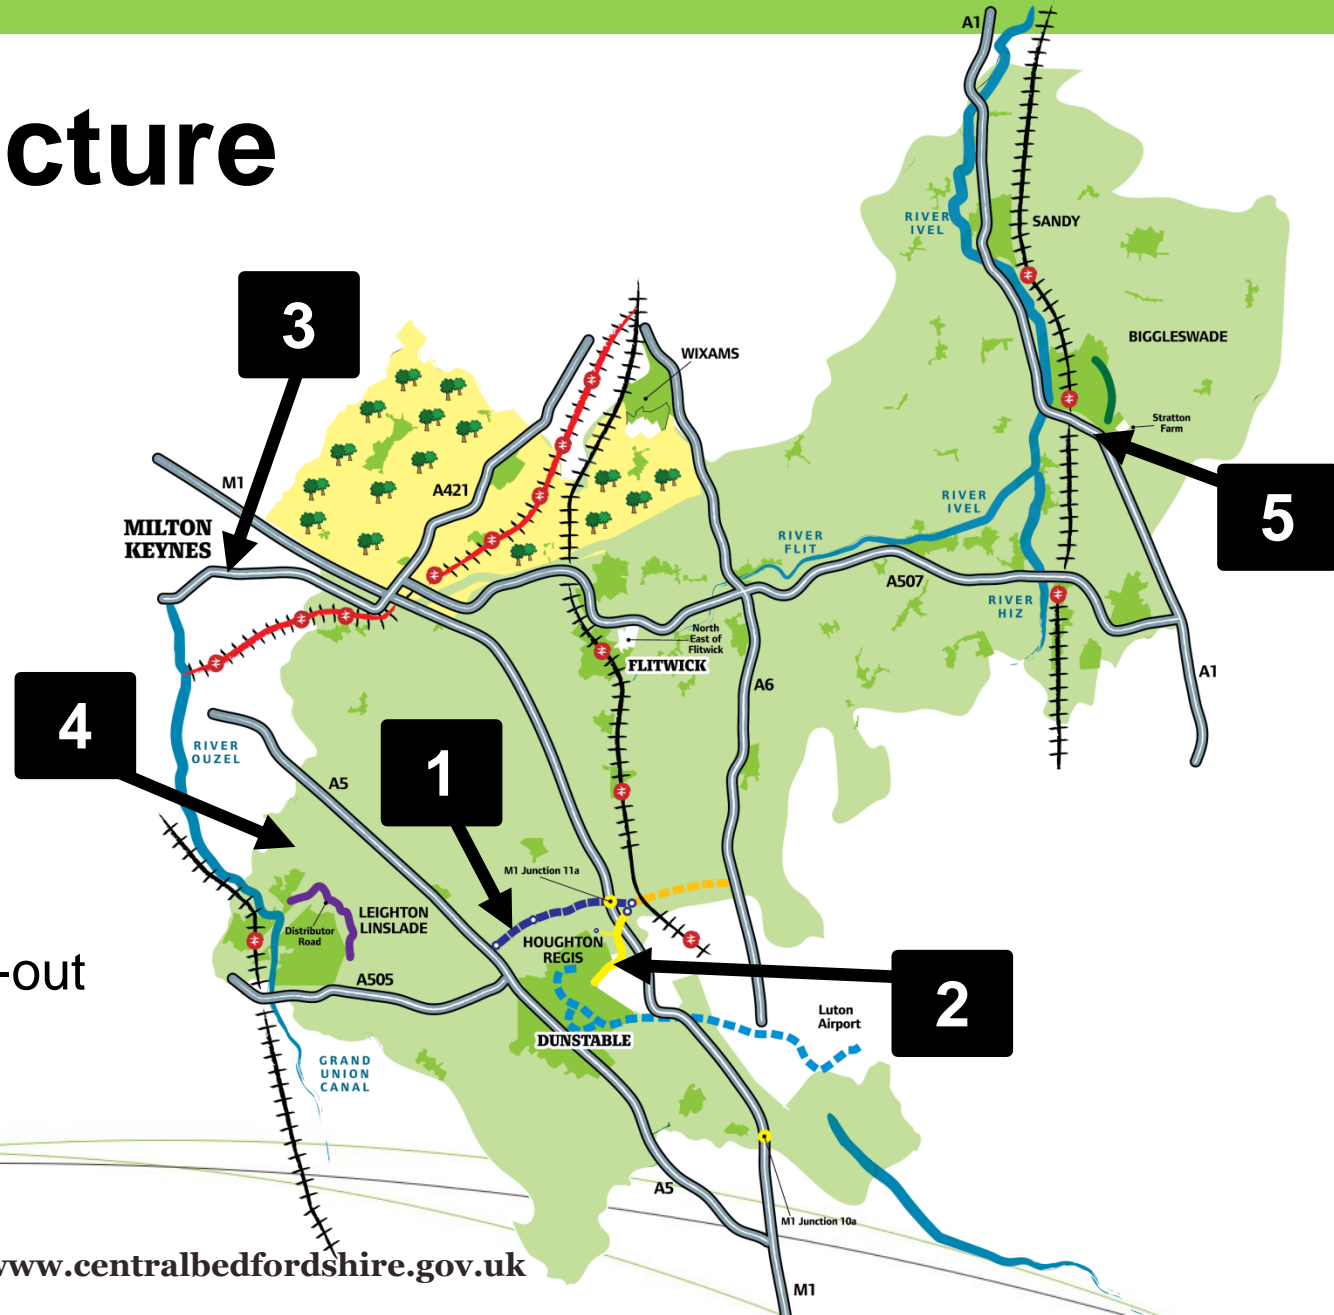 A1
cture
RIVER
IVEL
SANDY
3
BIGGLESWADE
WIXAMS
Stratton
Farm
M1
A421
MILTON
KEYNES
RIVER
IVEL
5
RIVER
FLIT
A507
RIVER
HIZ
North
East of
Flitwick
FLITWICK
A1
A6
4
RIVER
OUZEL
A5
1
M1 Junction 11a
LEIGHTON
LINSLADE
Distributor
Road
HOUGHTON
REGIS
-out
A505
2
Luton
Airport
DUNSTABLE
GRAND
UNION
CANAL
A5
M1 Junction 10a
www.centralbedfordshire.gov.uk
M1